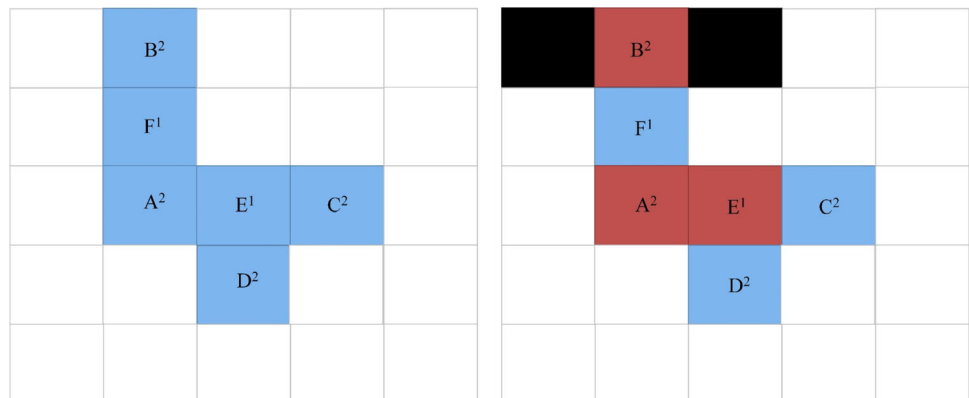 B² B²
F¹ F¹
A² E¹ C² A² E¹ C²
D² D²